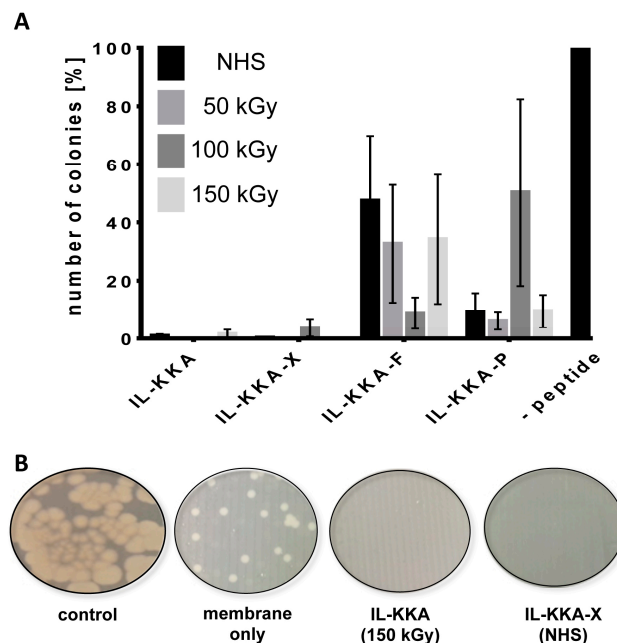 A
number of colonies [%]
100
80
60
40
20
0
NHS
50 kGy
100 kGy
150 kGy
IL-KKA
IL-KKA-X
IL-KKA-F
IL-KKA-P
- peptide
B
control
membrane
only
IL-KKA
(150 kGy)
IL-KKA-X
(NHS)